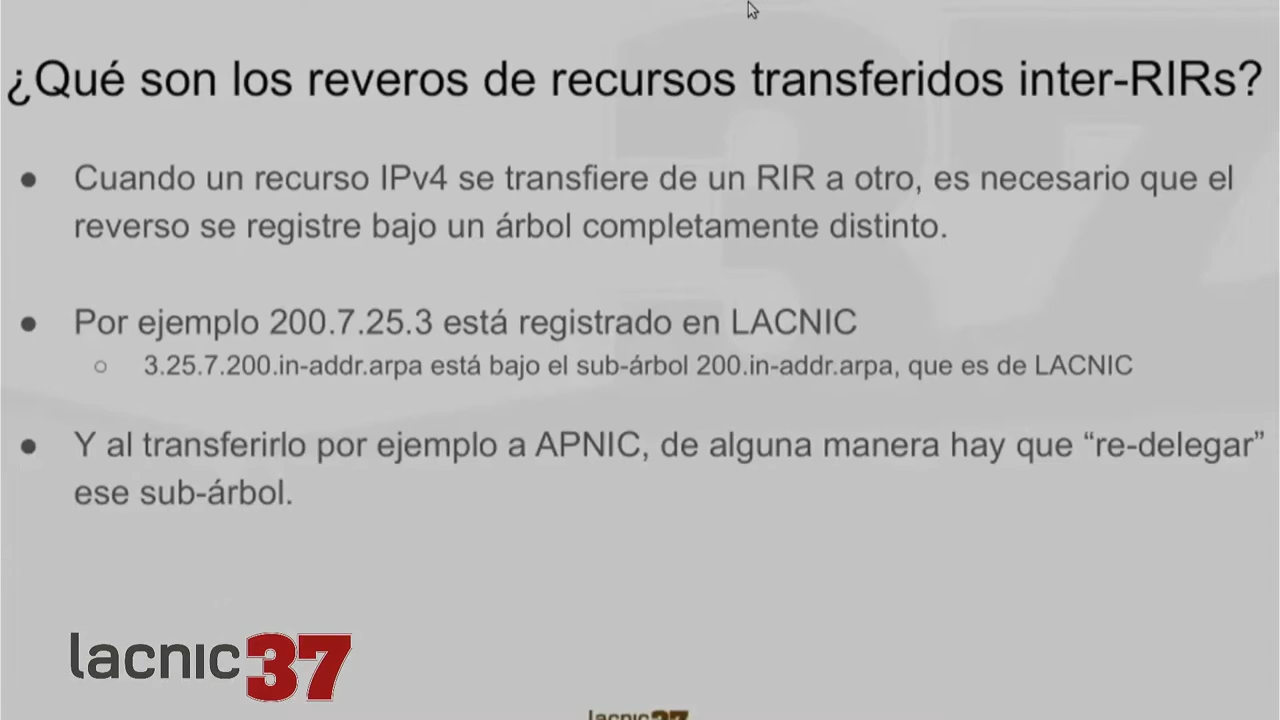 ¿Qué son los reveros de recursos transferidos inter-RIRs?
● Cuando un recurso IPv4 se transfiere de un RIR a otro, es necesario que el
reverso se registre bajo un árbol completamente distinto.
● Por ejemplo 200.7.25.3 está registrado en LACNIC
○ 3.25.7.200.in-addr.arpa está bajo el sub-árbol 200.in-addr.arpa, que es de LACNIC
● Y al transferirlo por ejemplo a APNIC, de alguna manera hay que “re-delegar”
ese sub-árbol.
lacnic 37
lacnic37